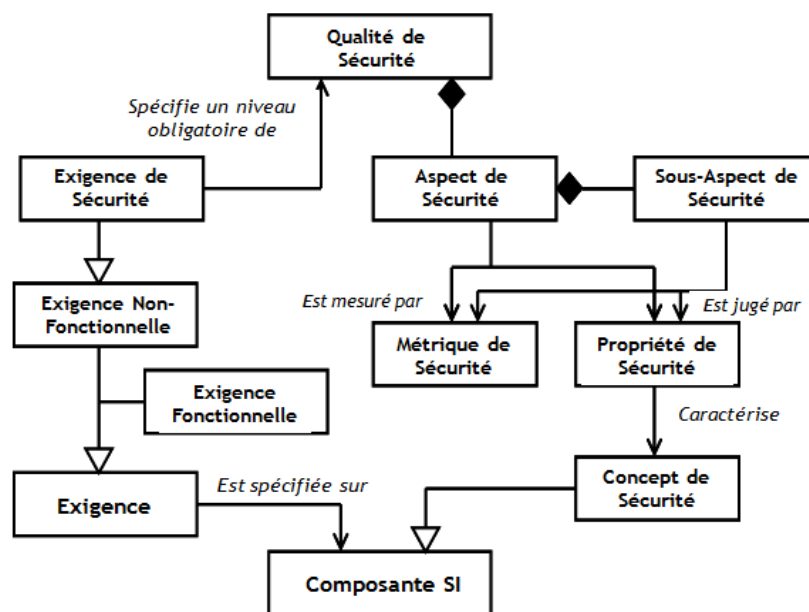 Qualité de
Sécurité
Spécifie un niveau
obligatoire de
Exigence de
Sécurité
Aspect de
Sécurité
Sous-Aspect de
Sécurité
Exigence Non-
Fonctionnelle
Est mesuré par
Est jugé par
Métrique de
Sécurité
Propriété de
Sécurité
Exigence
Fonctionnelle
Caractérise
Exigence
Est spécifiée sur
Concept de
Sécurité
Composante SI